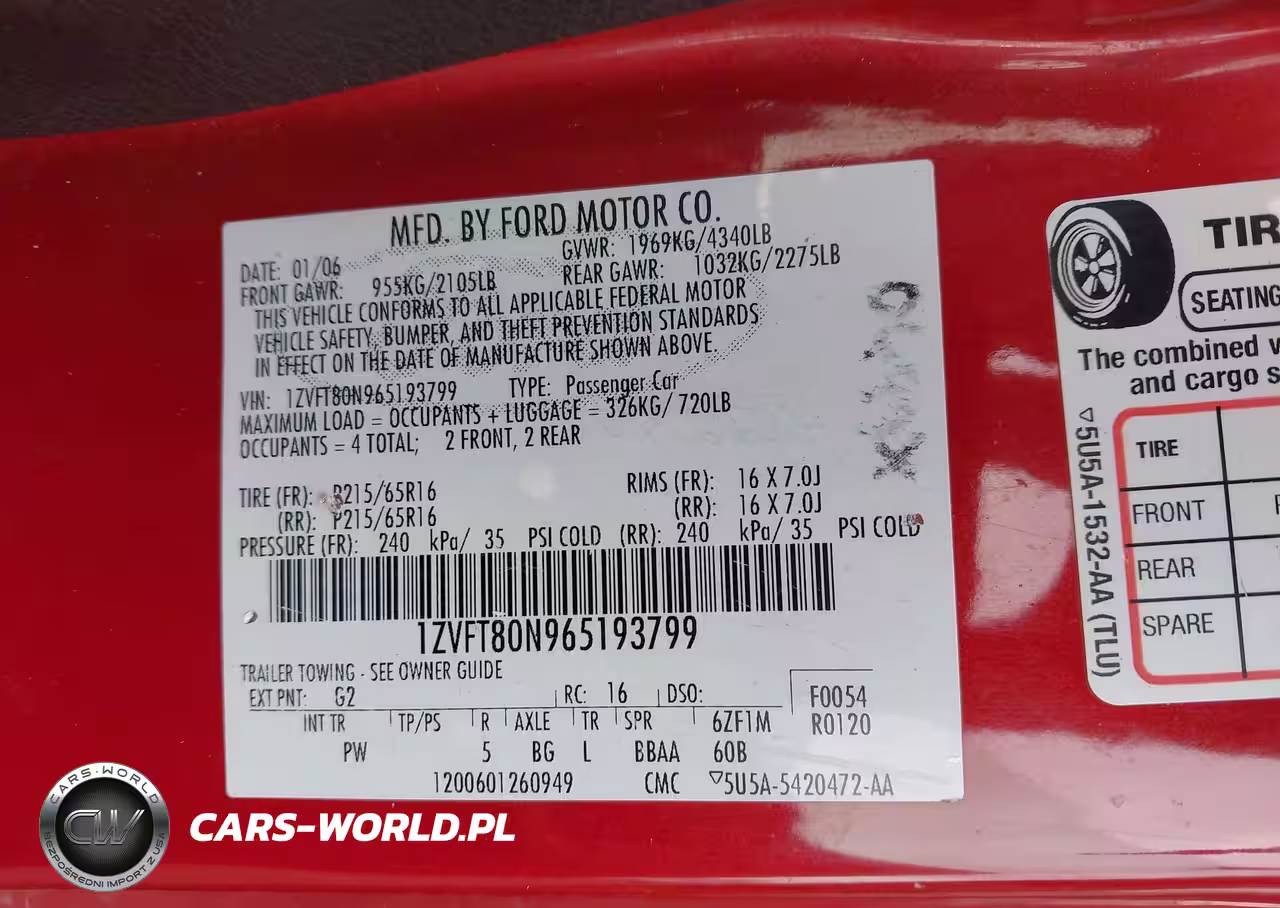 MFD. BY FORD MOTOR CO.
DATE: 01/06 GVWR: 1969KG/4340LB
FRONT GAWR: 955KG/2105LB REAR GAWR: 1032KG/2275LB
THIS VEHICLE CONFORMS TO ALL APPLICABLE FEDERAL MOTOR
VEHICLE SAFETY, BUMPER, AND THEFT PREVENTION STANDARDS
IN EFFECT ON THE DATE OF MANUFACTURE SHOWN ABOVE.
VIN: 1ZVFT80N965193799 TYPE: Passenger Car
MAXIMUM LOAD = OCCUPANTS + LUGGAGE = 326KG/ 720LB
OCCUPANTS = 4 TOTAL; 2 FRONT, 2 REAR
TIRE (FR): P215/65R16 RIMS (FR): 16 X 7.0J
(RR): P215/65R16 (RR): 16 X 7.0J
PRESSURE (FR): 240 kPa/ 35 PSI COLD (RR): 240 kPa/ 35 PSI COLD
1ZVFT80N965193799
TRAILER TOWING - SEE OWNER GUIDE
EXT PNT: G2 RC: 16 DSO: F0054
INT TR TP/PS R AXLE TR SPR 6ZF1M R0120
PW 5 BG L BBAA 60B
1200601260949 CMC ▽5U5A-5420472-AA
TIR
SEATING
The combined
and cargo
TIRE
FRONT
REAR
SPARE
▽5U5A-1532-AA (TLU)
CARS-WORLD
CW
BEZPOŚREDNI IMPORT Z USA
CARS-WORLD.PL